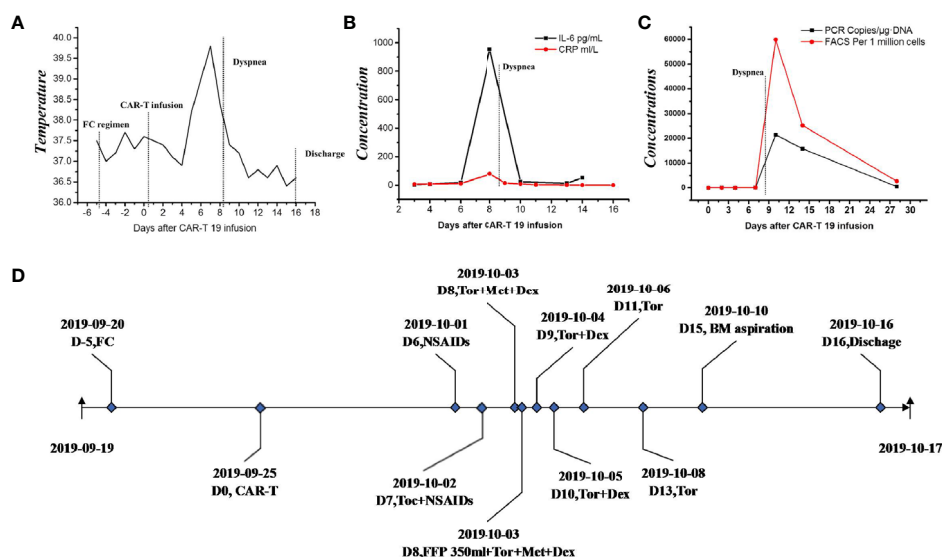 A
Temperature
40.0
39.5
39.0
38.5
38.0
37.5
37.0
36.5
36.0
Dyspnea
CAR-T infusion
FC regimen
Discharge
-6 -4 -2 0 2 4 6 8 10 12 14 16 18
Days after CAR-T 19 infusion
B
Concentration
1000
800
600
400
200
0
IL-6 pg/mL
CRP ml/L
Dyspnea
2 4 6 8 10 12 14 16
Days after CAR-T 19 infusion
C
Concentrations
60000
50000
40000
30000
20000
10000
0
PCR Copies/μg·DNA
FACS Per 1 million cells
Dyspnea
0 3 6 9 12 15 18 21 24 27 30
Days after CAR-T 19 infusion
D
2019-10-03
D8,Tor+Met+Dex
2019-10-06
D11,Tor
2019-09-20
D-5,FC
2019-10-01
D6,NSAIDs
2019-10-04
D9,Tor+Dex
2019-10-10
D15, BM aspiration
2019-10-16
D16,Dischage
2019-09-19
2019-10-17
2019-09-25
D0, CAR-T
2019-10-02
D7,Toc+NSAIDs
2019-10-05
D10,Tor+Dex
2019-10-08
D13,Tor
2019-10-03
D8,FFP 350ml+Tor+Met+Dex